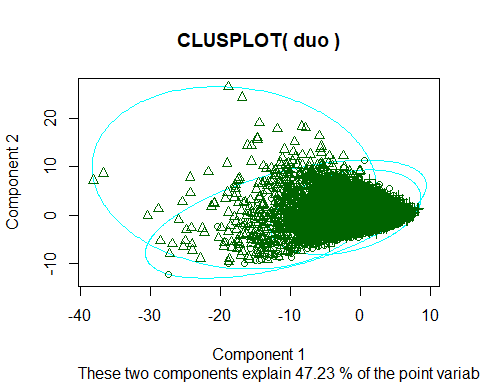 CLUSPLOT( duo )
Component 2
20
10
0
-10
-40
-30
-20
-10
0
10
Component 1
These two components explain 47.23 % of the point variab